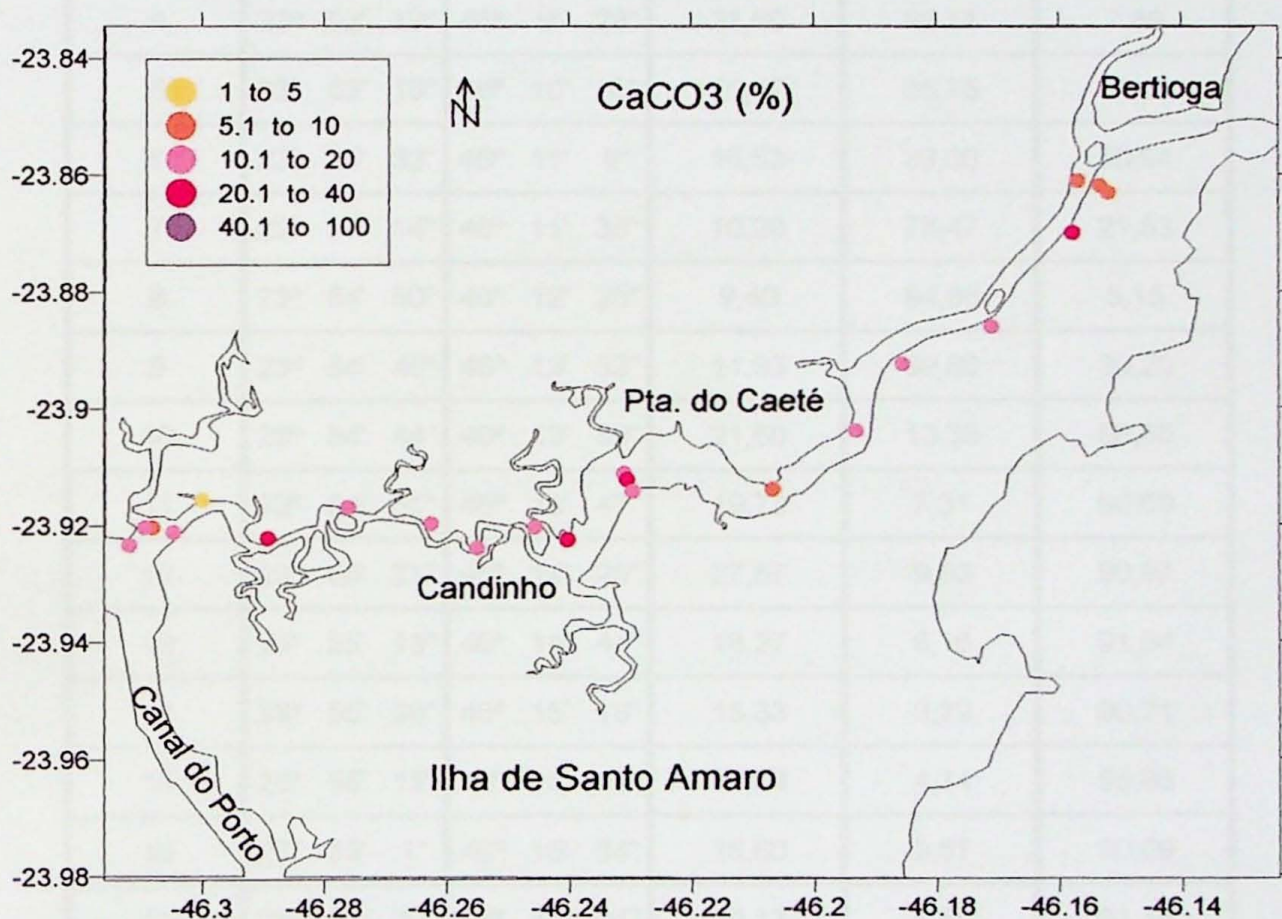 -23.84
-23.86
-23.88
-23.9
-23.92
-23.94
-23.96
-23.98
1 to 5
5.1 to 10
10.1 to 20
20.1 to 40
40.1 to 100
N
CaCO3 (%)
Bertioga
Pta. do Caeté
Candinho
Canal do Porto
Ilha de Santo Amaro
-46.3
-46.28
-46.26
-46.24
-46.22
-46.2
-46.18
-46.16
-46.14